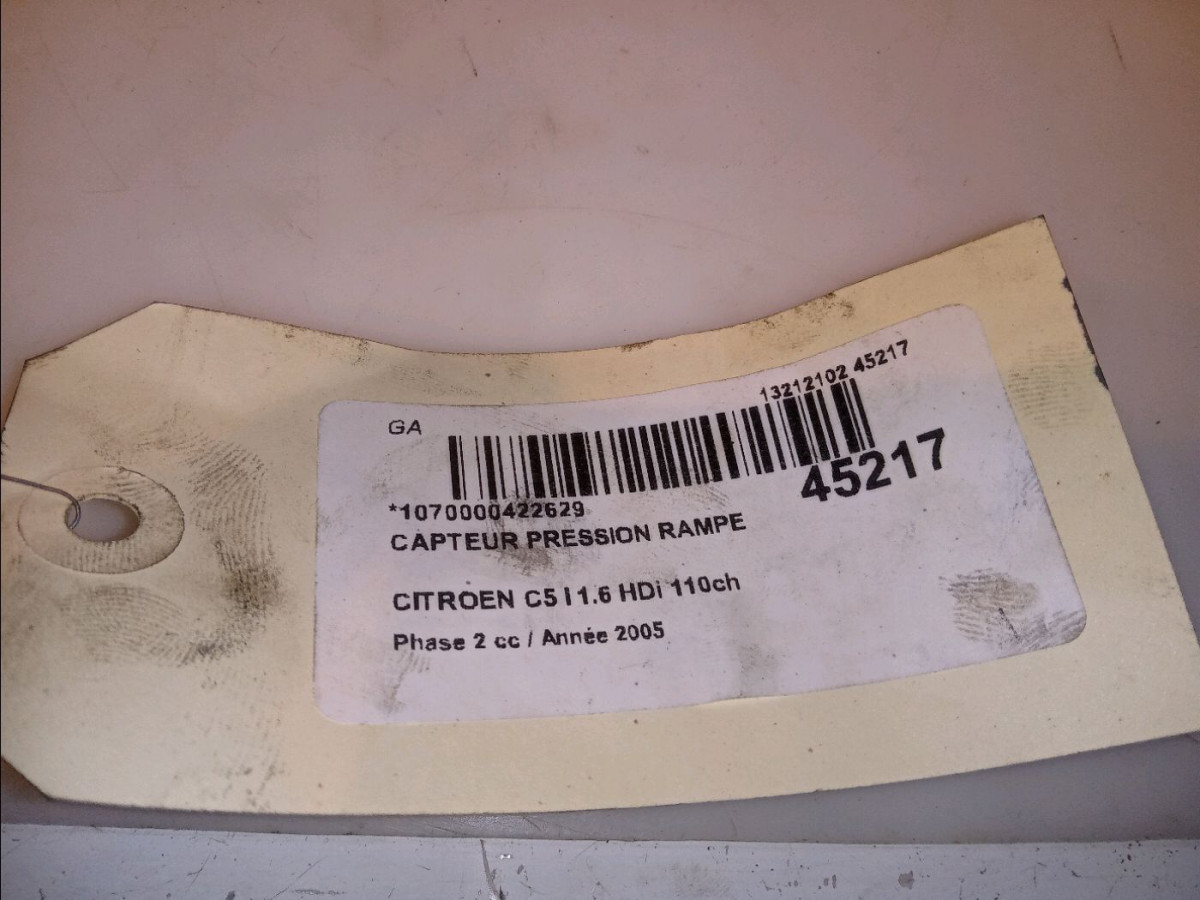 GA
13212102 45217
45217
*1070000422629
CAPTEUR PRESSION RAMPE
CITROEN C5 I 1.6 HDi 110ch
Phase 2 cc / Année 2005